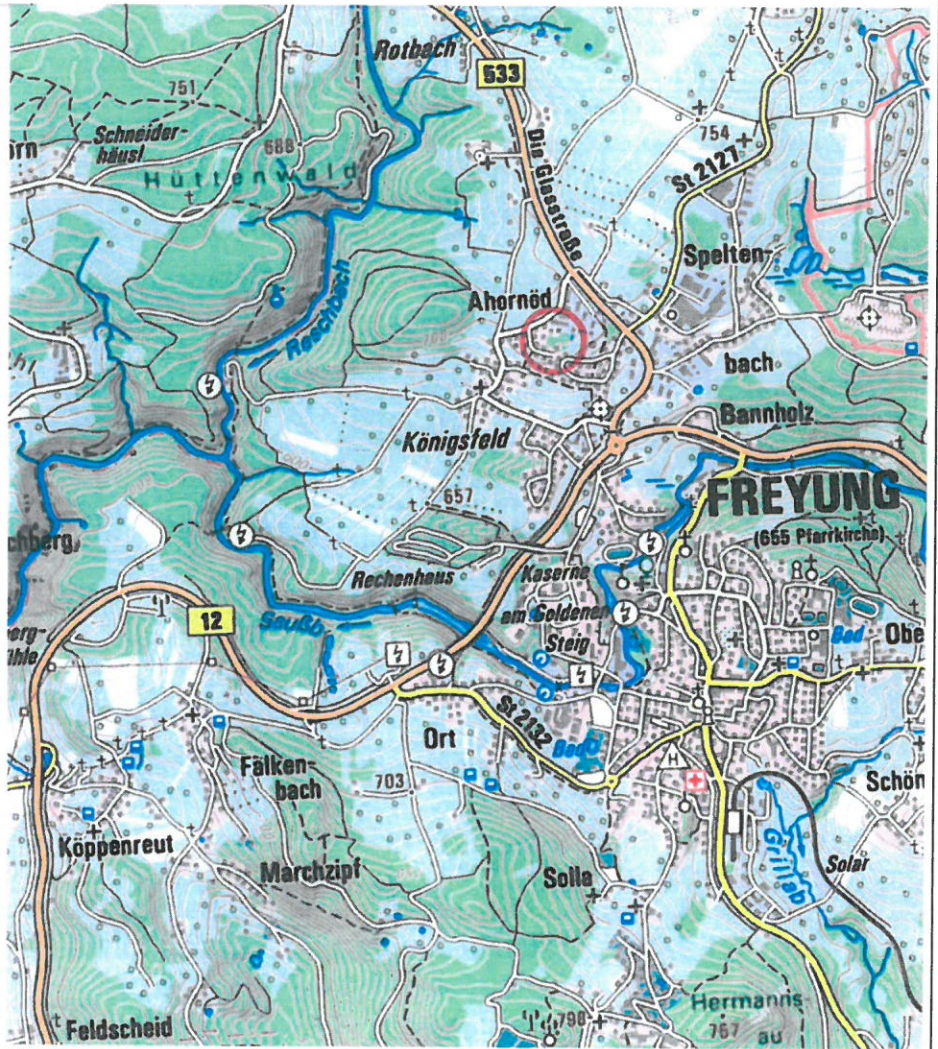 Rotbach
533
751
Schneider-
häusl
688
Hüttenwald
754
St 2127
Die Glasstraße
Spelten-
bach
Ahornöd
Reschbach
Bannholz
Königsfeld
FREYUNG
(655 Pfarrkirche)
657
Rechenhaus
Kaserne
am Goldenen
Steig
12
Saußb
Bad
Obe
St 2132
Ort
Bad
H
Fälken-
bach
703
Schön
Köppenreut
Marchzipf
Solla
Solar
Feldscheid
798
Hermanns-
au
767